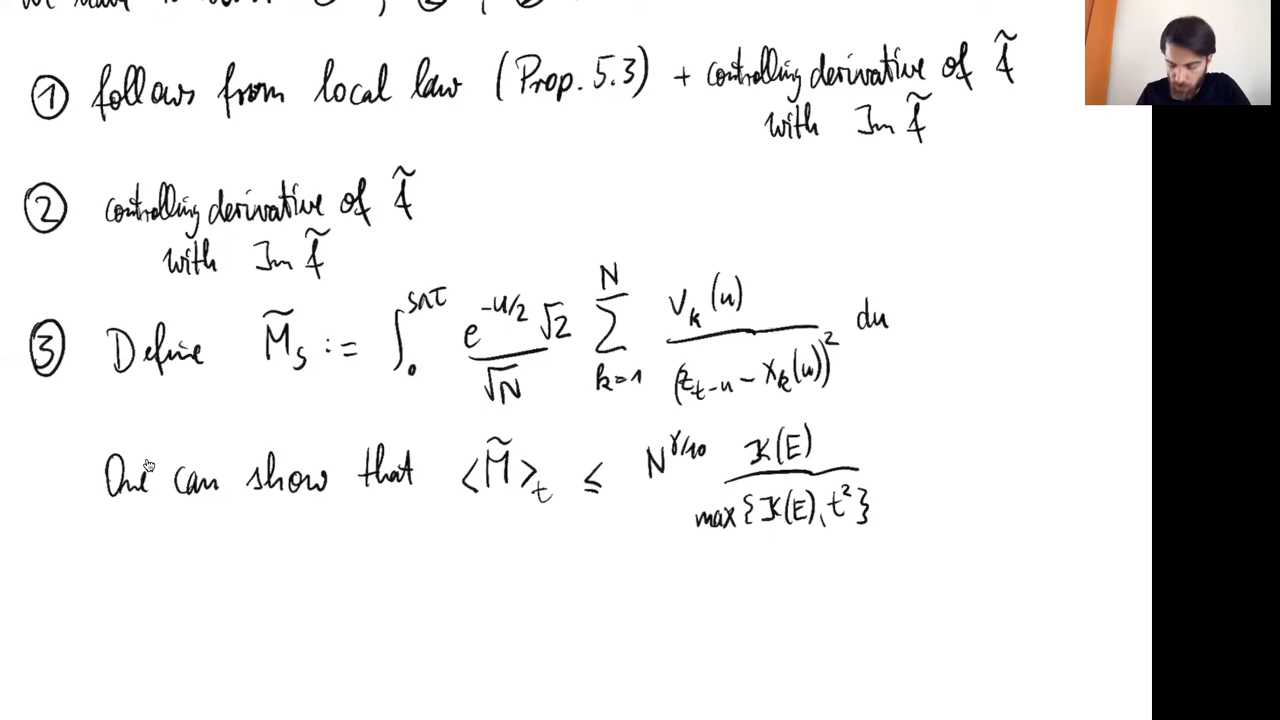 ① follows from local law (Prop. 5.3) + controlling derivative of f̃
with Im f̃
② controlling derivative of f̃
with Im f̃
③ Define M̃_s := ∫_0^{s∧τ} e^{-u/2} √2 / √N ∑_{k=1}^{N} v_k(u) / (z_{t-u} - x_k(u))^2 du
One can show that <M̃>_t ≤ N^{γ/10} ϰ(E) / max{ϰ(E), t^2}